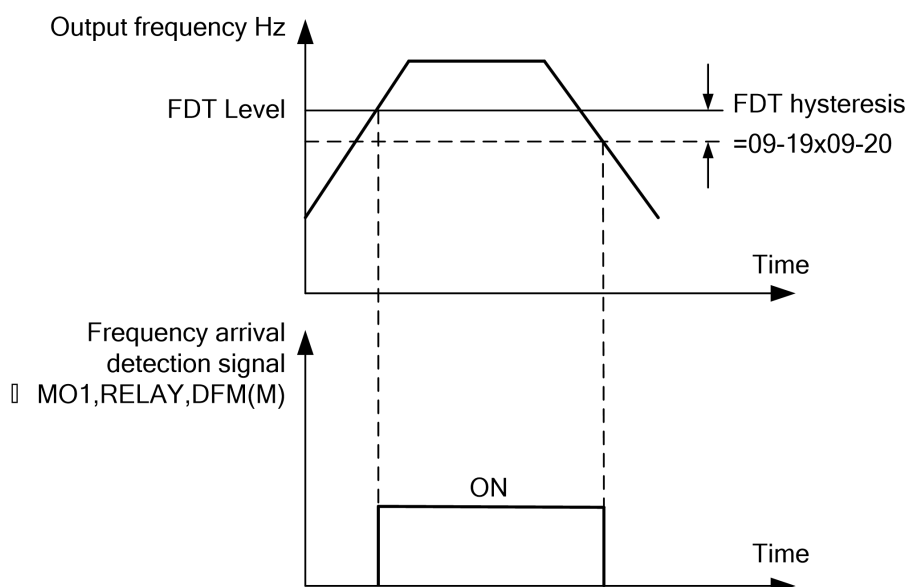 Output frequency Hz
FDT Level
FDT hysteresis
=09-19x09-20
Time
Frequency arrival
detection signal
▯ MO1,RELAY,DFM(M)
ON
Time